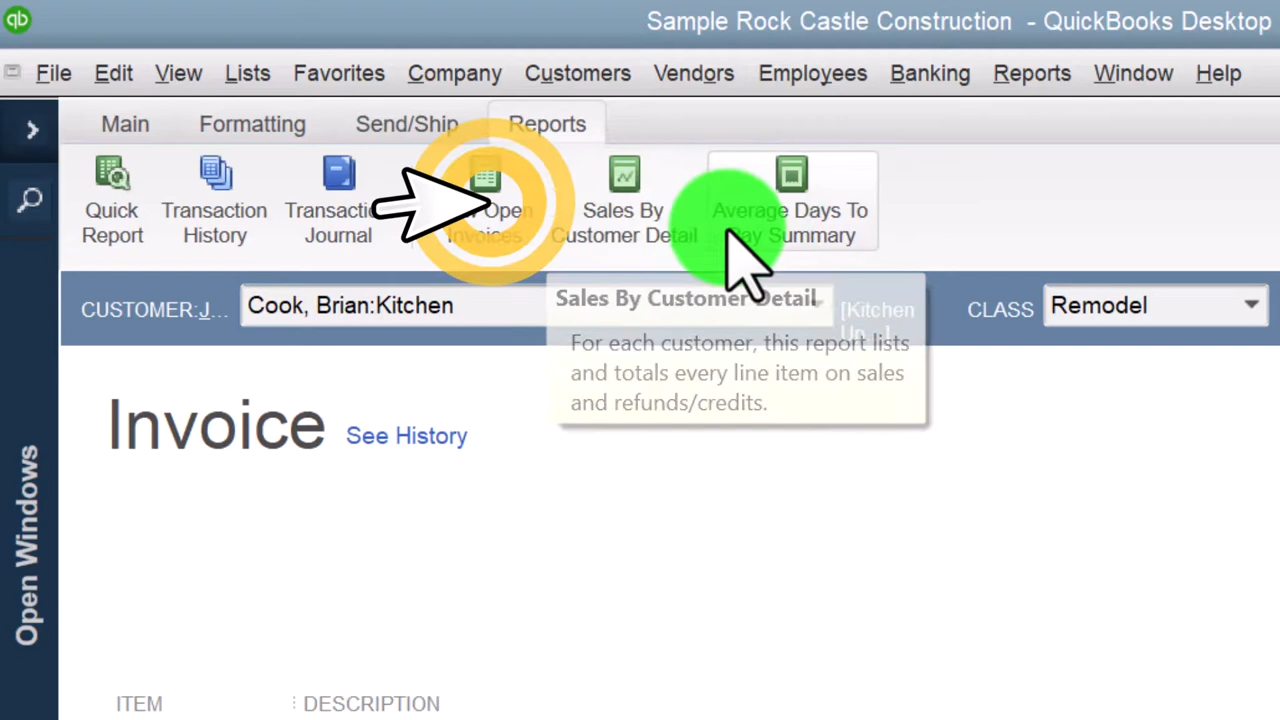 qb
Sample Rock Castle Construction - QuickBooks Desktop
File Edit View Lists Favorites Company Customers Vendors Employees Banking Reports Window Help
Main Formatting Send/Ship Reports
Quick Report
Transaction History
Transaction Journal
Open Invoices
Sales By Customer Detail
Average Days To Pay Summary
CUSTOMER:J... Cook, Brian:Kitchen [Kitchen CLASS Remodel
Sales By Customer Detail
For each customer, this report lists
and totals every line item on sales
and refunds/credits.
Invoice See History
Open Windows
ITEM DESCRIPTION